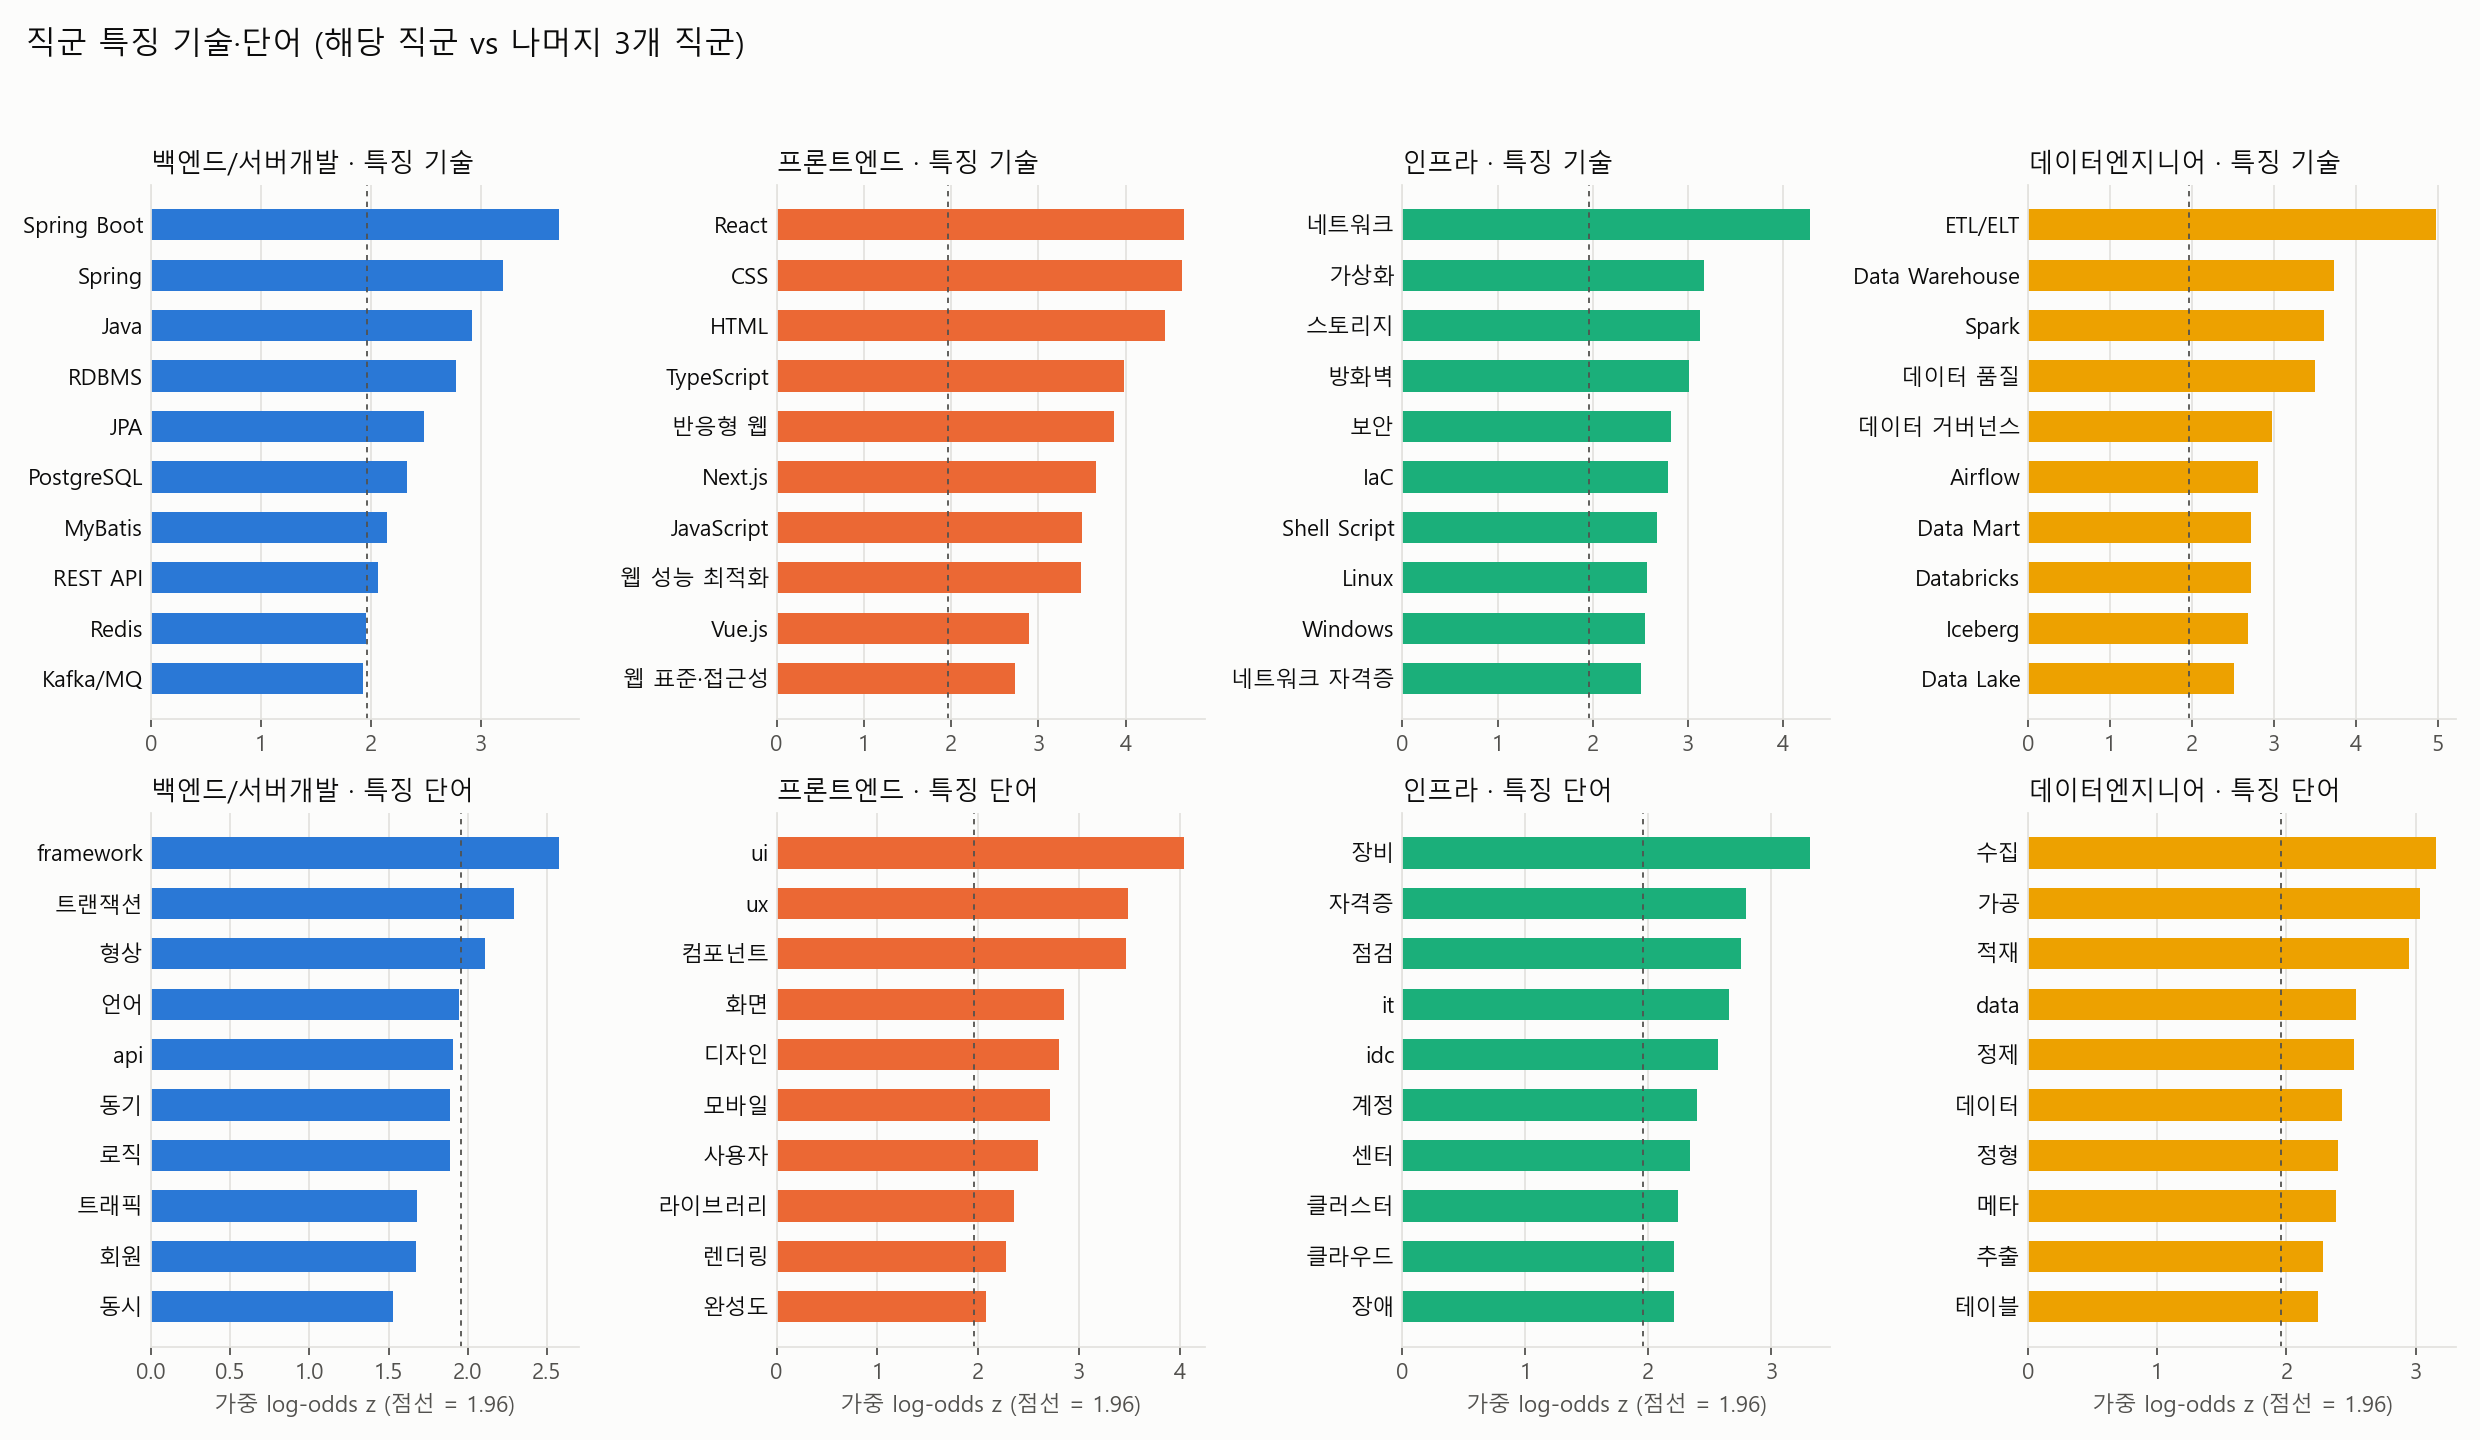 직군 특징 기술·단어 (해당 직군 vs 나머지 3개 직군)
백엔드/서버개발 · 특징 기술
Spring Boot
Spring
Java
RDBMS
JPA
PostgreSQL
MyBatis
REST API
Redis
Kafka/MQ
0 1 2 3
프론트엔드 · 특징 기술
React
CSS
HTML
TypeScript
반응형 웹
Next.js
JavaScript
웹 성능 최적화
Vue.js
웹 표준·접근성
0 1 2 3 4
인프라 · 특징 기술
네트워크
가상화
스토리지
방화벽
보안
IaC
Shell Script
Linux
Windows
네트워크 자격증
0 1 2 3 4
데이터엔지니어 · 특징 기술
ETL/ELT
Data Warehouse
Spark
데이터 품질
데이터 거버넌스
Airflow
Data Mart
Databricks
Iceberg
Data Lake
0 1 2 3 4 5
백엔드/서버개발 · 특징 단어
framework
트랜잭션
형상
언어
api
동기
로직
트래픽
회원
동시
0.0 0.5 1.0 1.5 2.0 2.5
가중 log-odds z (점선 = 1.96)
프론트엔드 · 특징 단어
ui
ux
컴포넌트
화면
디자인
모바일
사용자
라이브러리
렌더링
완성도
0 1 2 3 4
가중 log-odds z (점선 = 1.96)
인프라 · 특징 단어
장비
자격증
점검
it
idc
계정
센터
클러스터
클라우드
장애
0 1 2 3
가중 log-odds z (점선 = 1.96)
데이터엔지니어 · 특징 단어
수집
가공
적재
data
정제
데이터
정형
메타
추출
테이블
0 1 2 3
가중 log-odds z (점선 = 1.96)